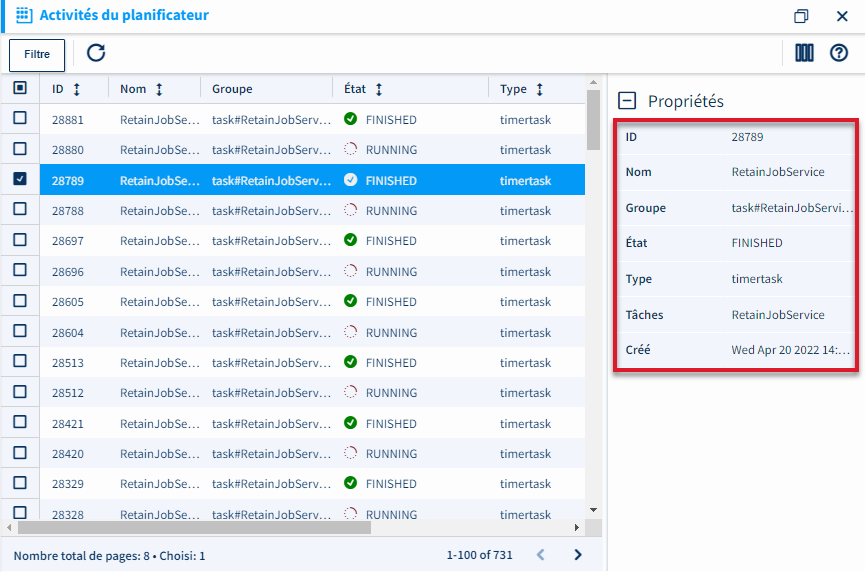 Activités du planificateur
Filtre
ID Nom Groupe État Type
28881 RetainJobSe... task#RetainJobServ... FINISHED timertask
28880 RetainJobSe... task#RetainJobServ... RUNNING timertask
28789 RetainJobSe... task#RetainJobServ... FINISHED timertask
28788 RetainJobSe... task#RetainJobServ... RUNNING timertask
28697 RetainJobSe... task#RetainJobServ... FINISHED timertask
28696 RetainJobSe... task#RetainJobServ... RUNNING timertask
28605 RetainJobSe... task#RetainJobServ... FINISHED timertask
28604 RetainJobSe... task#RetainJobServ... RUNNING timertask
28513 RetainJobSe... task#RetainJobServ... FINISHED timertask
28512 RetainJobSe... task#RetainJobServ... RUNNING timertask
28421 RetainJobSe... task#RetainJobServ... FINISHED timertask
28420 RetainJobSe... task#RetainJobServ... RUNNING timertask
28329 RetainJobSe... task#RetainJobServ... FINISHED timertask
28328 RetainJobSe... task#RetainJobServ... RUNNING timertask
Nombre total de pages: 8 • Choisi: 1
1-100 of 731
Propriétés
ID 28789
Nom RetainJobService
Groupe task#RetainJobServi...
État FINISHED
Type timertask
Tâches RetainJobService
Créé Wed Apr 20 2022 14:...